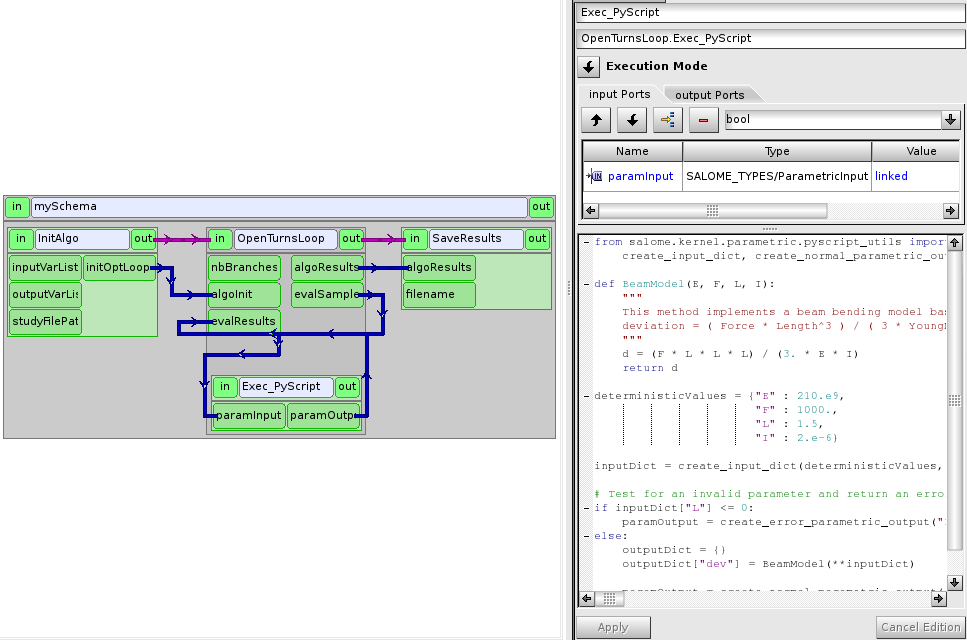 in mySchema out
in InitAlgo out
in OpenTurnsLoop out
in SaveResults out
inputVarList initOptLoop
nbBranches algoResults
algoResults
outputVarLis
algoInit evalSample
filename
studyFilePat
evalResults
in Exec_PyScript out
paramInput paramOutp
Exec_PyScript
OpenTurnsLoop.Exec_PyScript
Execution Mode
input Ports output Ports
bool
Name Type Value
IN paramInput SALOME_TYPES/ParametricInput linked
from salome.kernel.parametric.pyscript_utils impor
create_input_dict, create_normal_parametric_ou
def BeamModel(E, F, L, I):
"""
This method implements a beam bending model bas
deviation = ( Force * Length^3 ) / ( 3 * Young
"""
d = (F * L * L * L) / (3. * E * I)
return d
deterministicValues = {"E" : 210.e9,
"F" : 1000.,
"L" : 1.5,
"I" : 2.e-6}
inputDict = create_input_dict(deterministicValues,
# Test for an invalid parameter and return an erro
if inputDict["L"] <= 0:
paramOutput = create_error_parametric_output("
else:
outputDict = {}
outputDict["dev"] = BeamModel(**inputDict)
Apply Cancel Edition